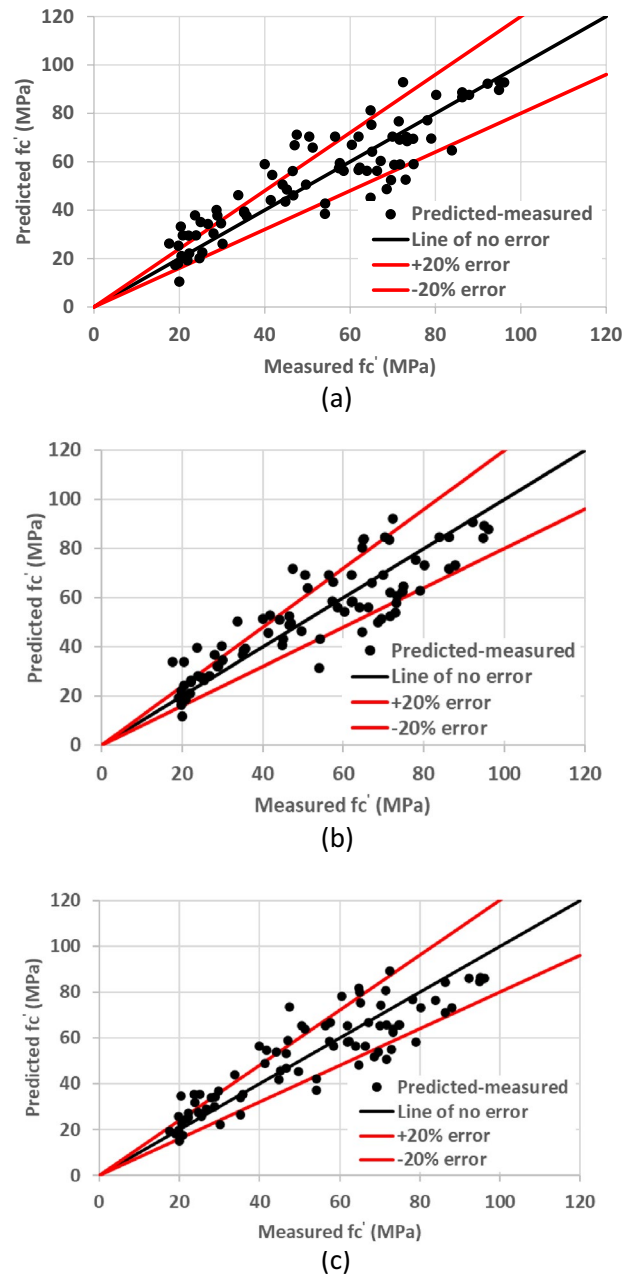 120
100
80
60
40
20
0
Predicted fc' (MPa)
Predicted-measured
Line of no error
+20% error
-20% error
0 20 40 60 80 100 120
Measured fc' (MPa)
(a)
120
100
80
60
40
20
0
Predicted fc' (MPa)
Predicted-measured
Line of no error
+20% error
-20% error
0 20 40 60 80 100 120
Measured fc' (MPa)
(b)
120
100
80
60
40
20
0
Predicted fc' (MPa)
Predicted-measured
Line of no error
+20% error
-20% error
0 20 40 60 80 100 120
Measured fc' (MPa)
(c)